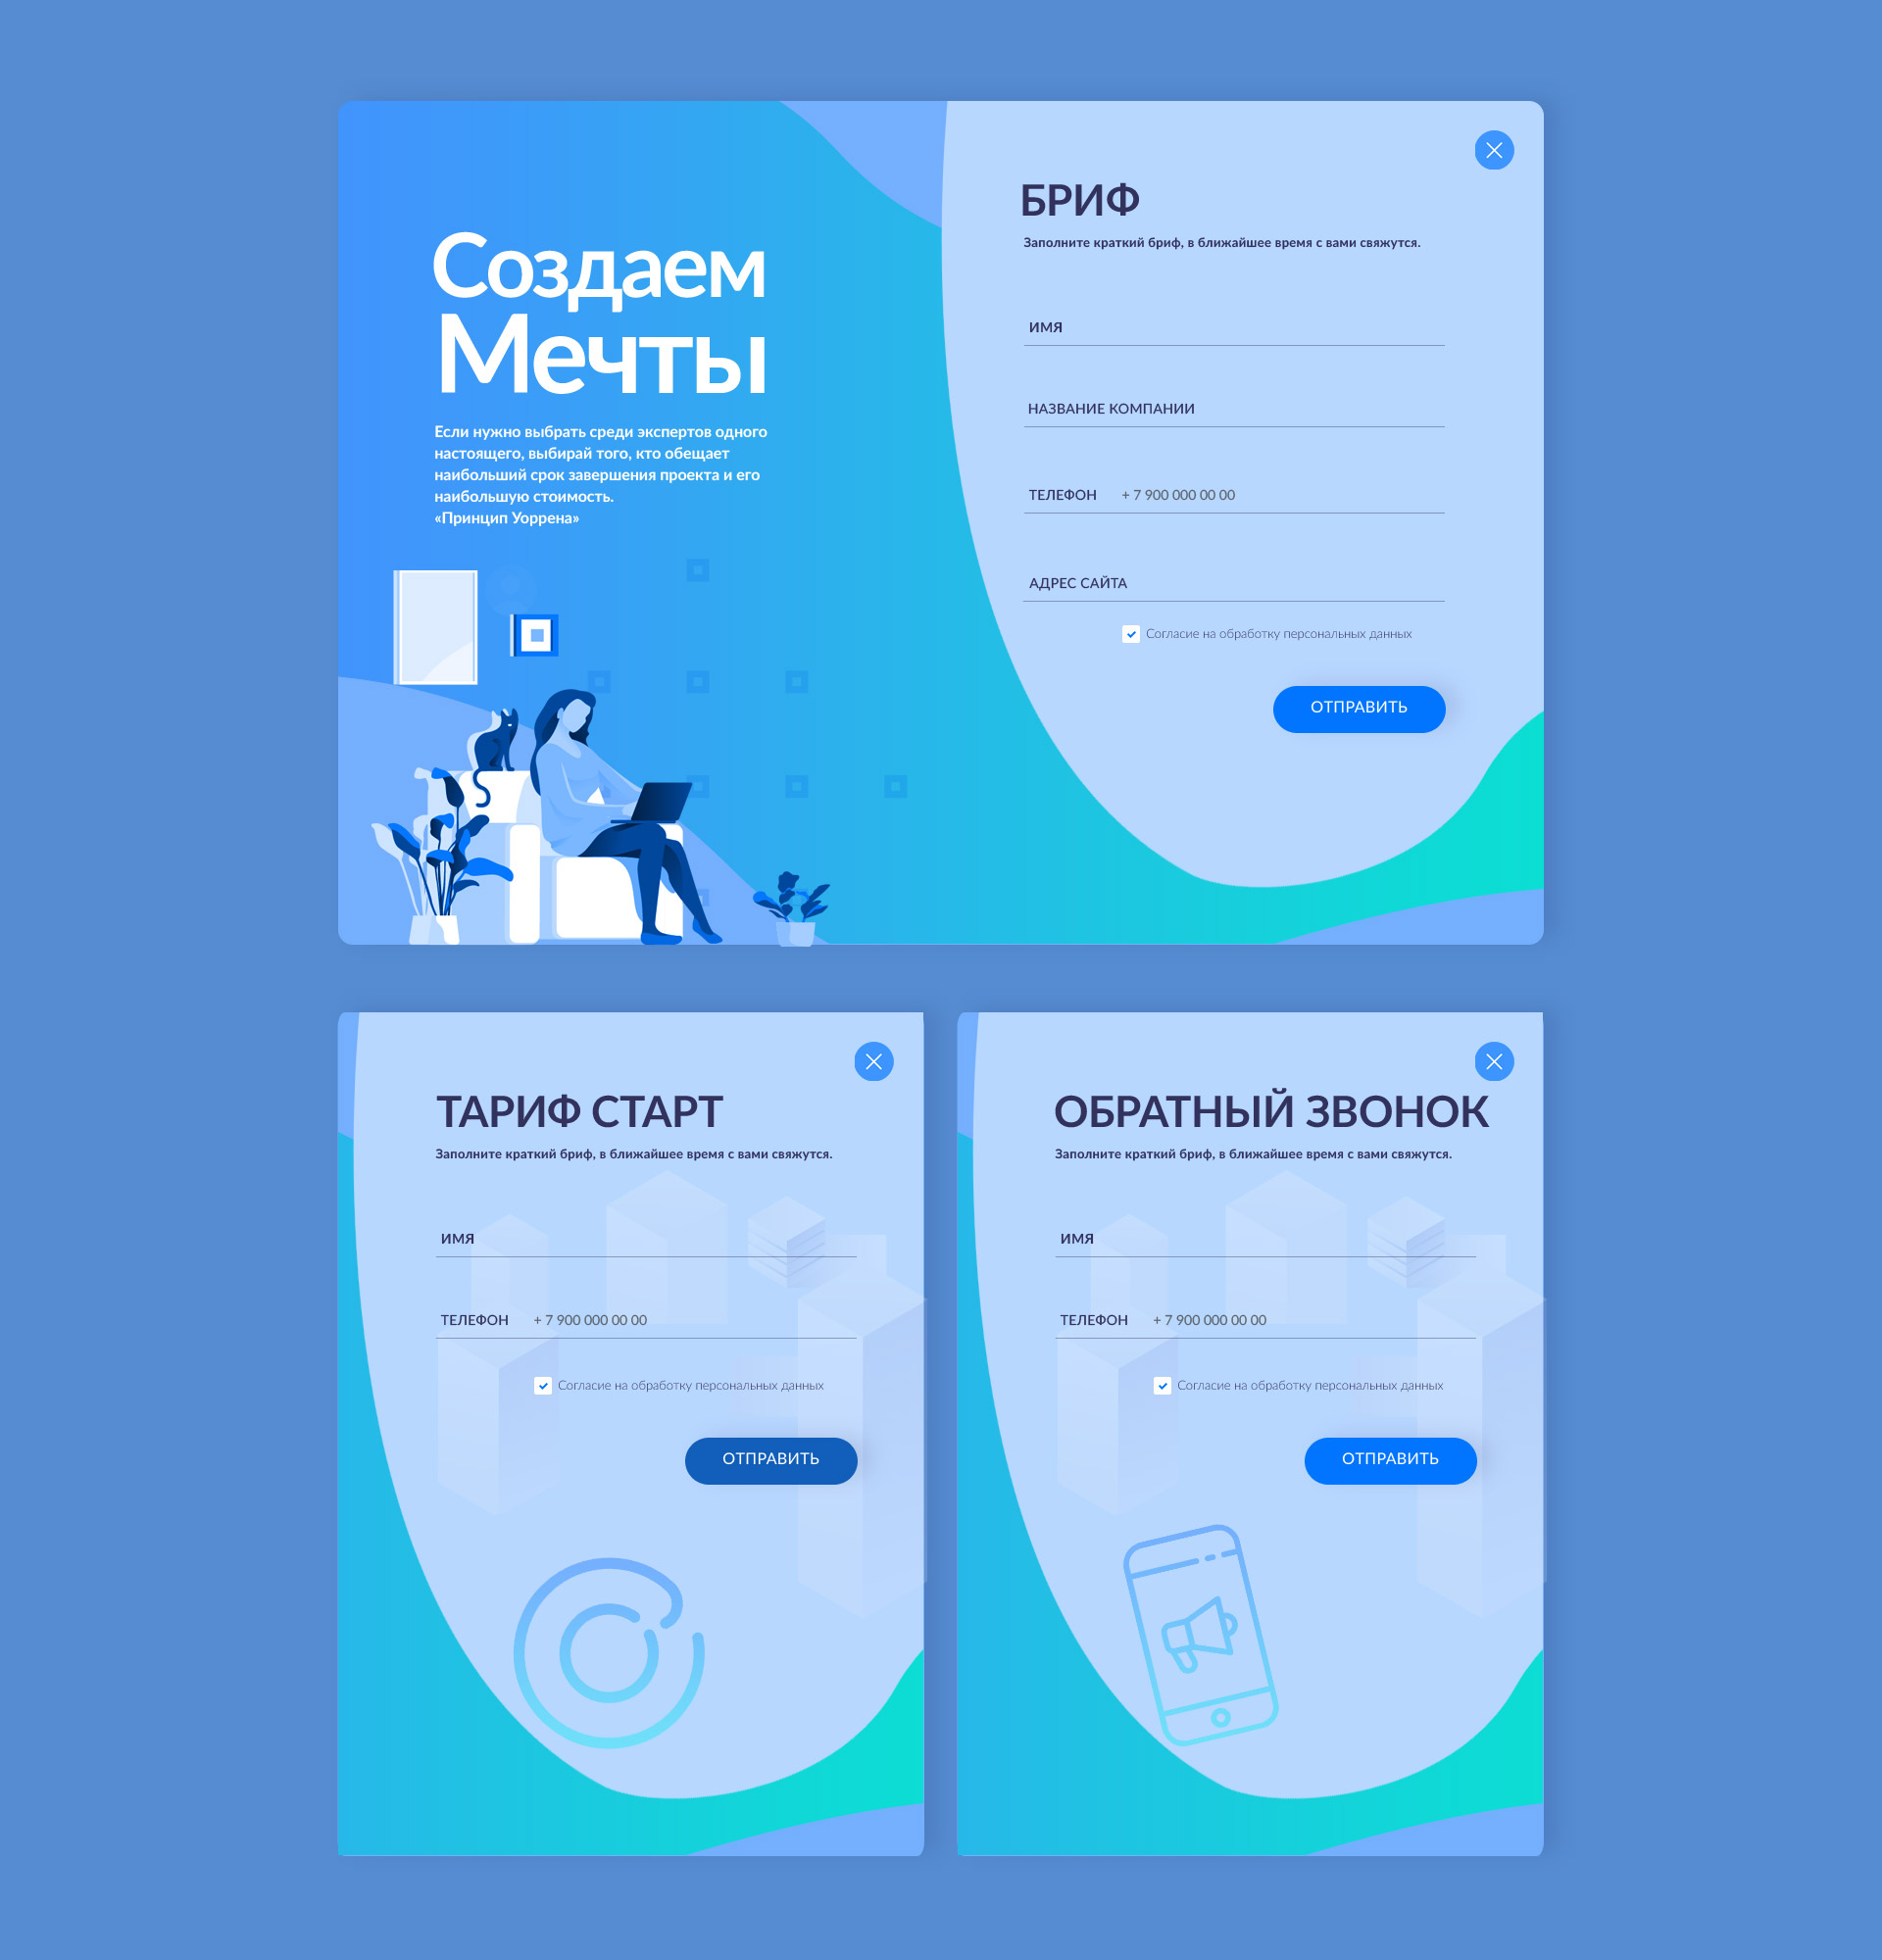 Создаем
Мечты
Если нужно выбрать среди экспертов одного
настоящего, выбирай того, кто обещает
наибольший срок завершения проекта и его
наибольшую стоимость.
«Принцип Уоррена»
БРИФ
Заполните краткий бриф, в ближайшее время с вами свяжутся.
ИМЯ
НАЗВАНИЕ КОМПАНИИ
ТЕЛЕФОН + 7 900 000 00 00
АДРЕС САЙТА
Согласие на обработку персональных данных
ОТПРАВИТЬ
ТАРИФ СТАРТ
Заполните краткий бриф, в ближайшее время с вами свяжутся.
ИМЯ
ТЕЛЕФОН + 7 900 000 00 00
Согласие на обработку персональных данных
ОТПРАВИТЬ
ОБРАТНЫЙ ЗВОНОК
Заполните краткий бриф, в ближайшее время с вами свяжутся.
ИМЯ
ТЕЛЕФОН + 7 900 000 00 00
Согласие на обработку персональных данных
ОТПРАВИТЬ